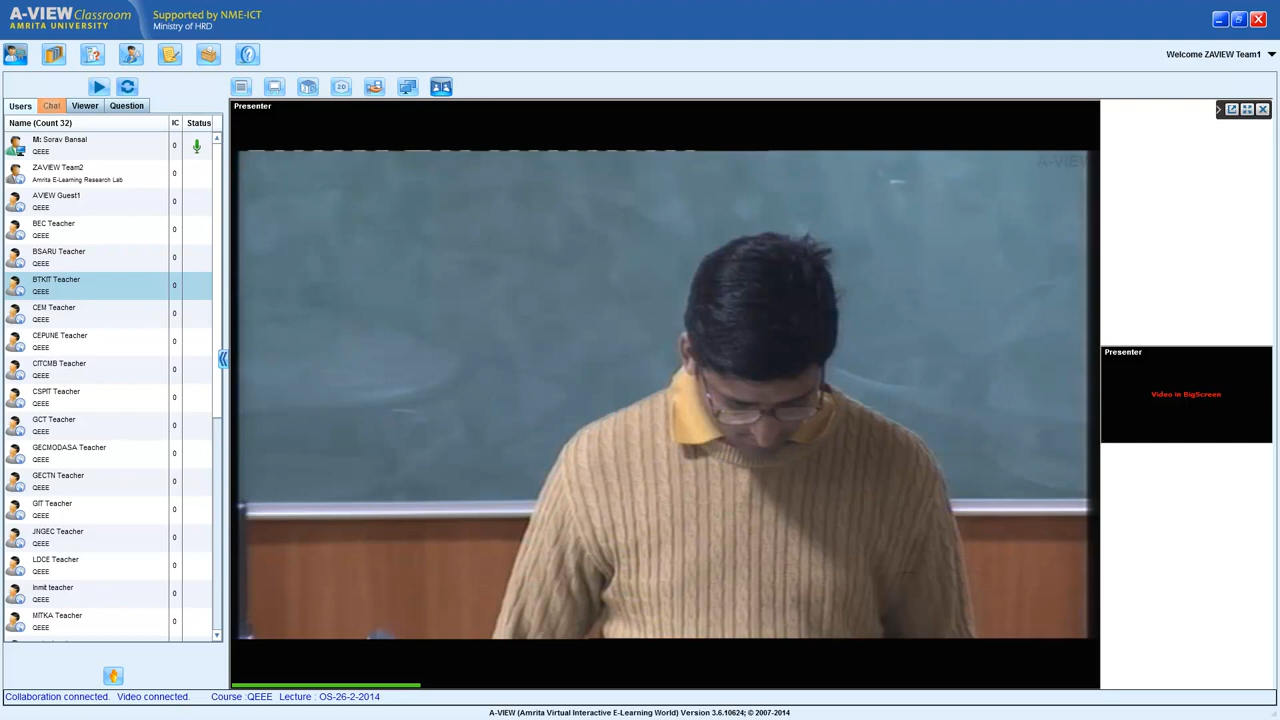 A-VIEW Classroom
AMRITA UNIVERSITY
Supported by NME-ICT
Ministry of HRD
Welcome ZAVIEW Team1
Users Chat Viewer Question
Name (Count 32) IC Status
M: Sorav Bansal
QEEE
0
ZAVIEW Team2
Amrita E-Learning Research Lab
0
AVIEW Guest1
QEEE
0
BEC Teacher
QEEE
0
BSARU Teacher
QEEE
0
BTKIT Teacher
QEEE
0
CEM Teacher
QEEE
0
CEPUNE Teacher
QEEE
0
CITCMB Teacher
QEEE
0
CSPIT Teacher
QEEE
0
GCT Teacher
QEEE
0
GECMODASA Teacher
QEEE
0
GECTN Teacher
QEEE
0
GIT Teacher
QEEE
0
JNGEC Teacher
QEEE
0
LDCE Teacher
QEEE
0
lnmit teacher
QEEE
0
MITKA Teacher
QEEE
0
2D
Presenter
A-VIEW
Presenter
Video in BigScreen
Collaboration connected. Video connected. Course :QEEE Lecture : OS-26-2-2014
A-VIEW (Amrita Virtual Interactive E-Learning World) Version 3.6.10624; © 2007-2014